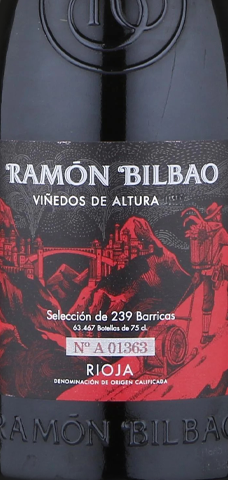 RAMÓN BILBAO
VIÑEDOS DE ALTURA
Selección de 239 Barricas
63.467 Botellas de 75 cl.
Nº A 01363
RIOJA
DENOMINACIÓN DE ORIGEN CALIFICADA
RAMÓN BILBAO